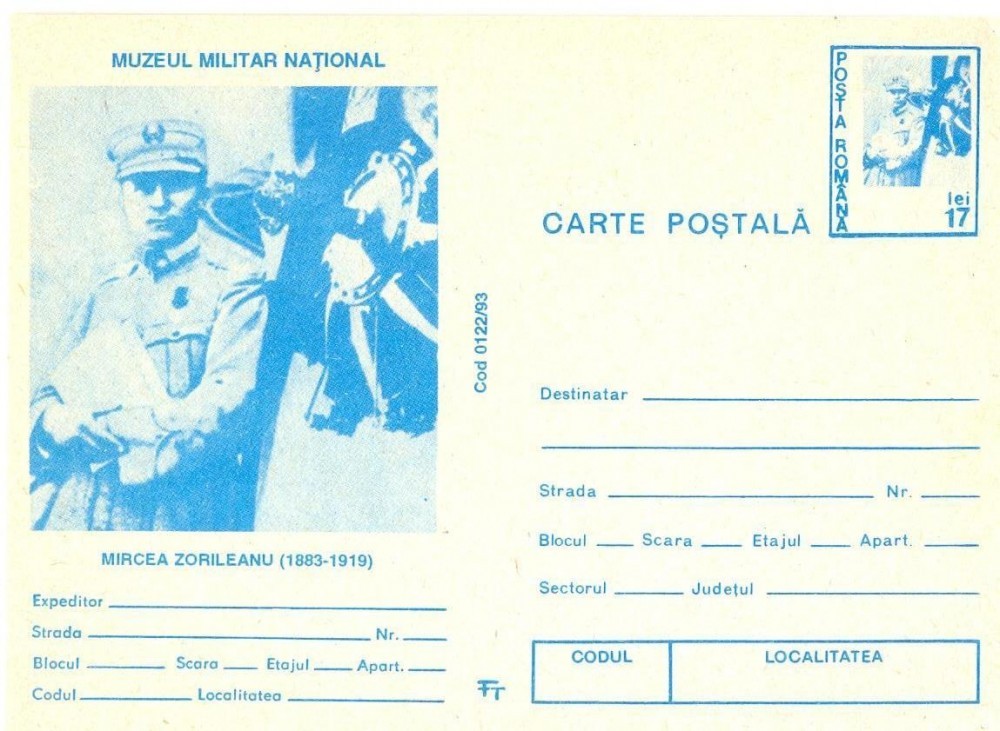 MUZEUL MILITAR NAŢIONAL
MIRCEA ZORILEANU (1883-1919)
Expeditor
Strada Nr.
Blocul Scara Etajul Apart.
Codul Localitatea
Cod 0122/93
FT
POŞTA ROMÂNĂ
lei
17
CARTE POŞTALĂ
Destinatar
Strada Nr.
Blocul Scara Etajul Apart.
Sectorul Judeţul
CODUL LOCALITATEA